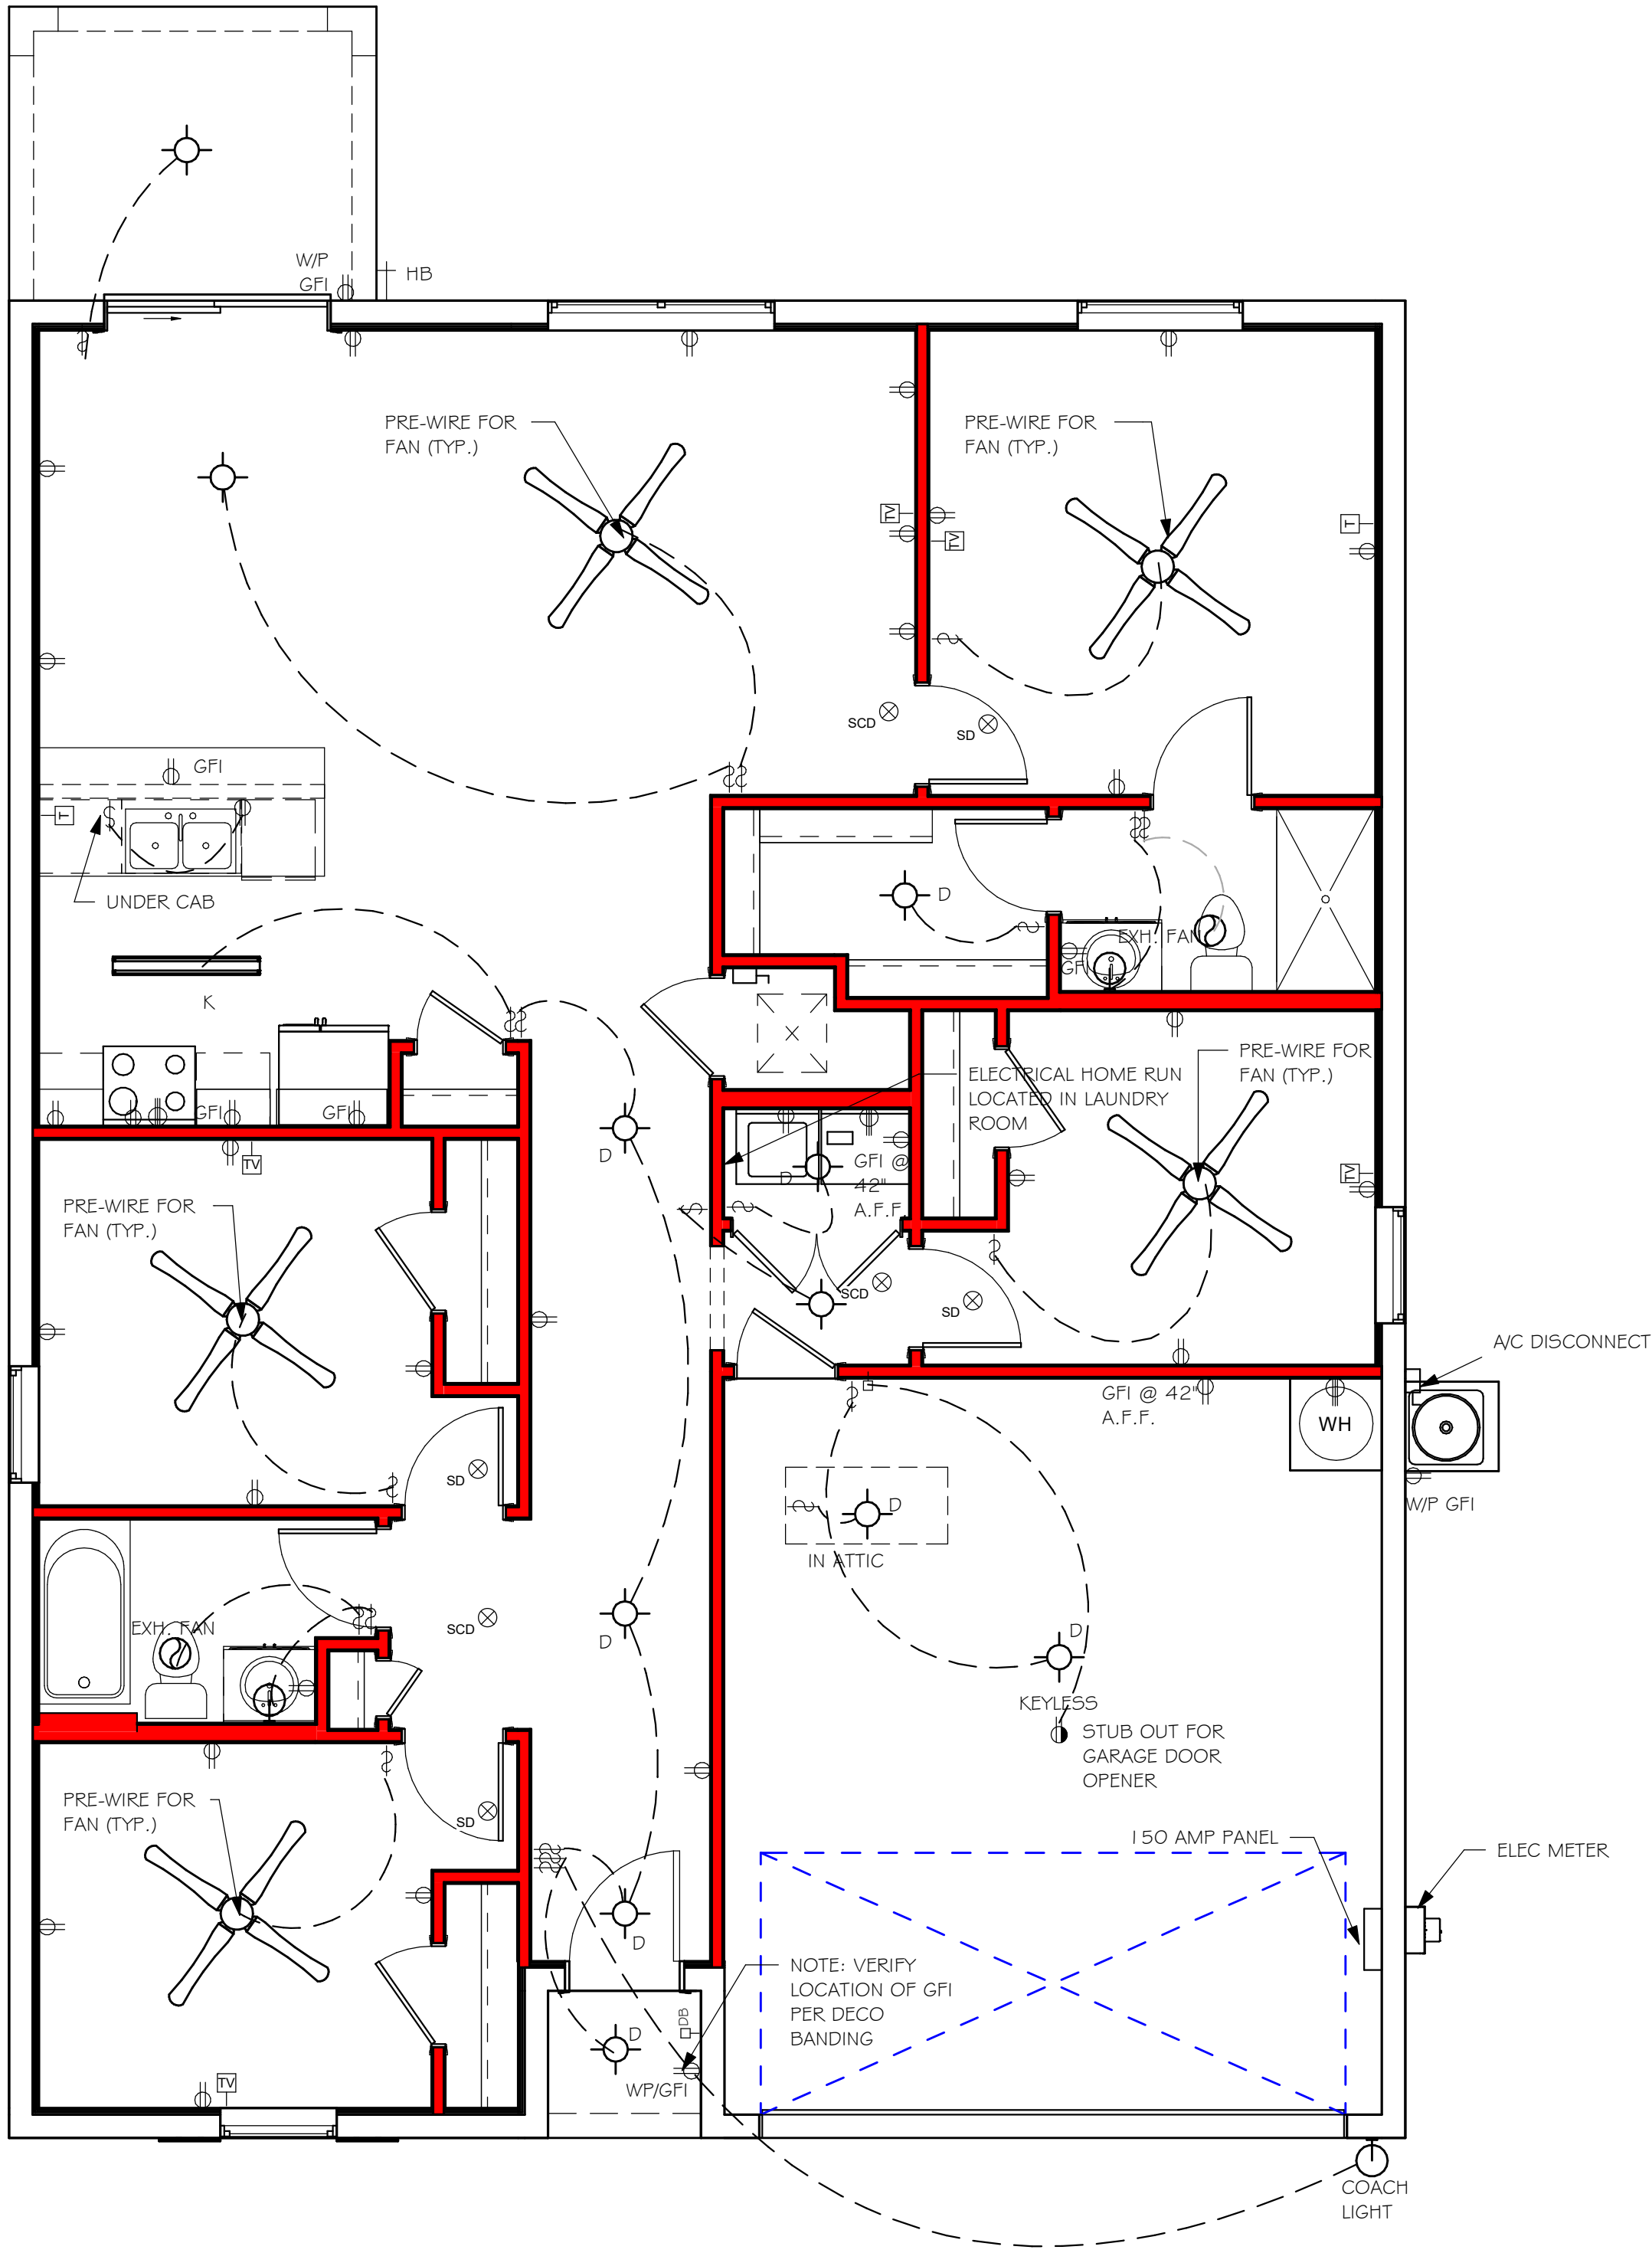 W/P
GFI
HB
PRE-WIRE FOR
FAN (TYP.)
PRE-WIRE FOR
FAN (TYP.)
TV
TV
T
SCD
SD
GFI
T
UNDER CAB
D
EXH. FAN
GFI
K
PRE-WIRE FOR
FAN (TYP.)
ELECTRICAL HOME RUN
LOCATED IN LAUNDRY
ROOM
GFI
GFI
D
TV
D
GFI @
42"
A.F.F.
TV
PRE-WIRE FOR
FAN (TYP.)
SCD
SD
A/C DISCONNECT
GFI @ 42"
A.F.F.
WH
SD
D
W/P GFI
IN ATTIC
EXH. FAN
SCD
D
D
KEYLESS
STUB OUT FOR
GARAGE DOOR
OPENER
PRE-WIRE FOR
FAN (TYP.)
SD
150 AMP PANEL
ELEC METER
D
NOTE: VERIFY
LOCATION OF GFI
PER DECO
BANDING
DB
D
TV
WP/GFI
COACH
LIGHT